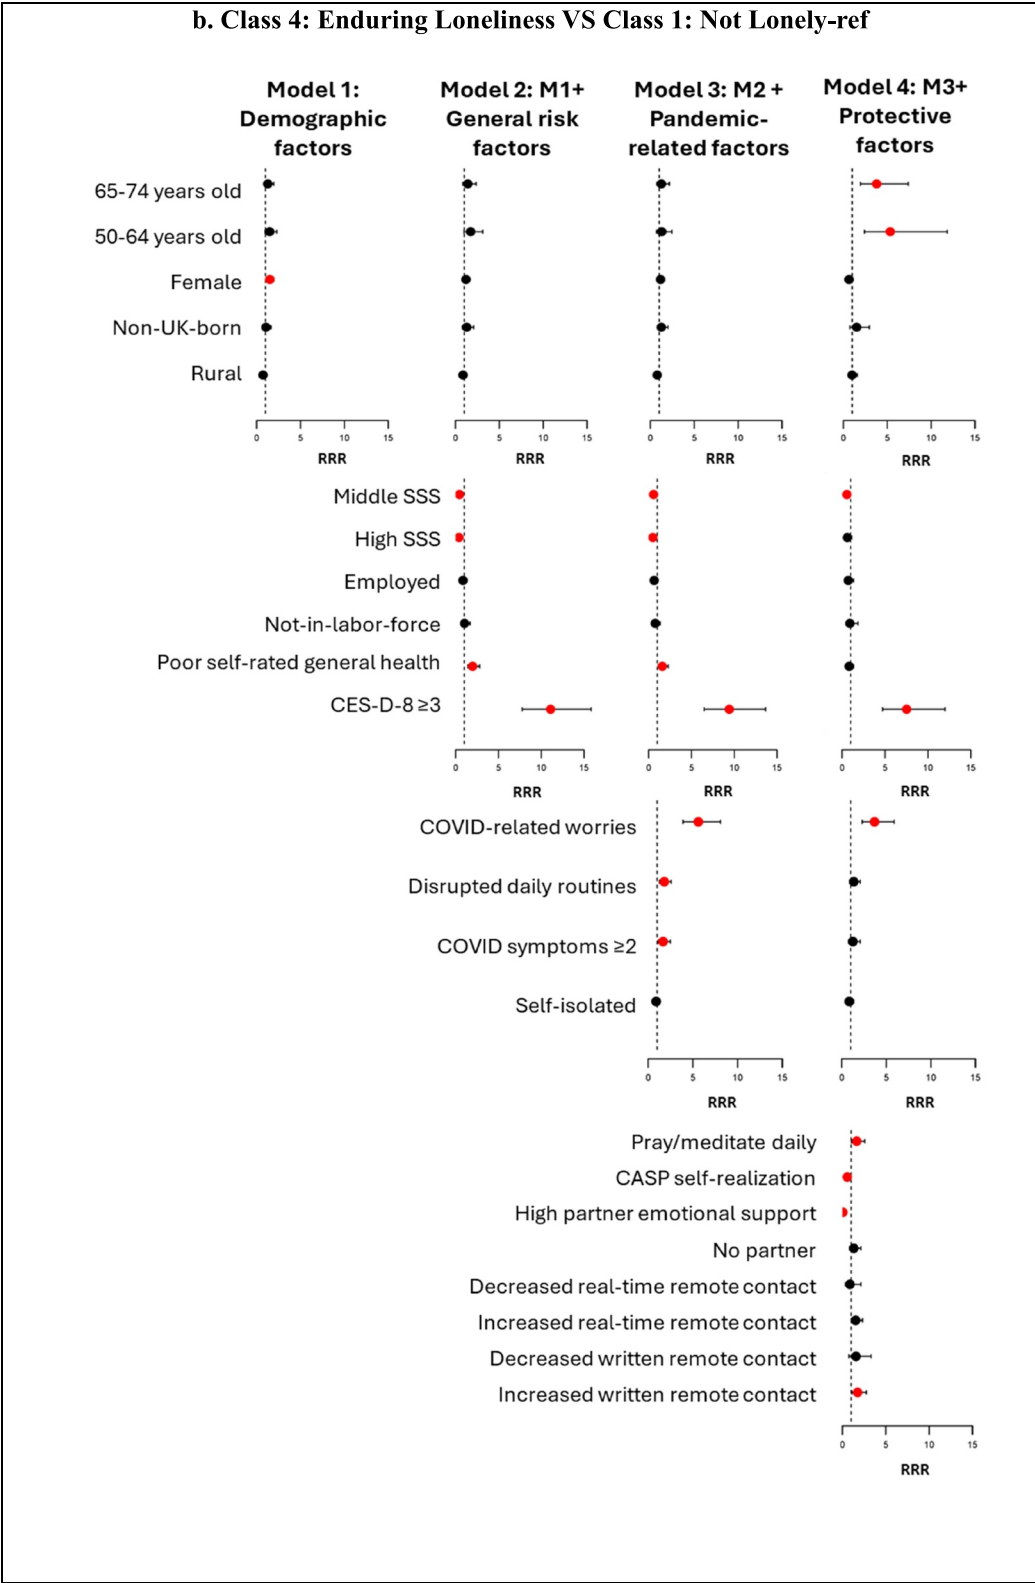 b. Class 4: Enduring Loneliness VS Class 1: Not Lonely-ref
Model 1:
Demographic
factors
Model 2: M1+
General risk
factors
Model 3: M2 +
Pandemic-
related factors
Model 4: M3+
Protective
factors
65-74 years old
50-64 years old
Female
Non-UK-born
Rural
0 5 10 15
RRR
0 5 10 15
RRR
0 5 10 15
RRR
0 5 10 15
RRR
Middle SSS
High SSS
Employed
Not-in-labor-force
Poor self-rated general health
CES-D-8 ≥3
0 5 10 15
RRR
0 5 10 15
RRR
0 5 10 15
RRR
COVID-related worries
Disrupted daily routines
COVID symptoms ≥2
Self-isolated
0 5 10 15
RRR
0 5 10 15
RRR
Pray/meditate daily
CASP self-realization
High partner emotional support
No partner
Decreased real-time remote contact
Increased real-time remote contact
Decreased written remote contact
Increased written remote contact
0 5 10 15
RRR